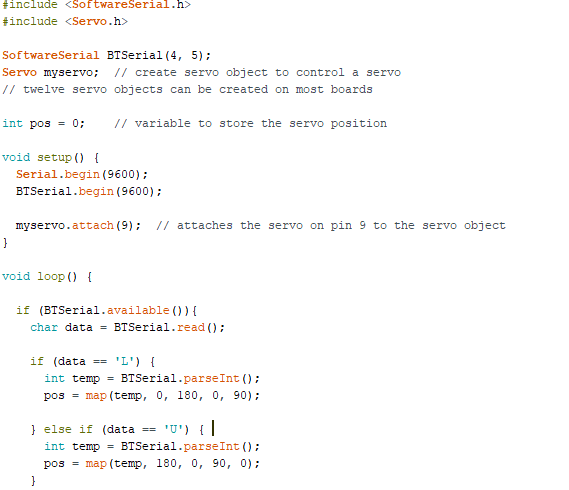 #include <SoftwareSerial.h>
#include <Servo.h>

SoftwareSerial BTSerial(4, 5);
Servo myservo;  // create servo object to control a servo
// twelve servo objects can be created on most boards

int pos = 0;    // variable to store the servo position

void setup() {
  Serial.begin(9600);
  BTSerial.begin(9600);

  myservo.attach(9);  // attaches the servo on pin 9 to the servo object
}

void loop() {

  if (BTSerial.available()){
    char data = BTSerial.read();

    if (data == 'L') {
      int temp = BTSerial.parseInt();
      pos = map(temp, 0, 180, 0, 90);

    } else if (data == 'U') {
      int temp = BTSerial.parseInt();
      pos = map(temp, 180, 0, 90, 0);
    }